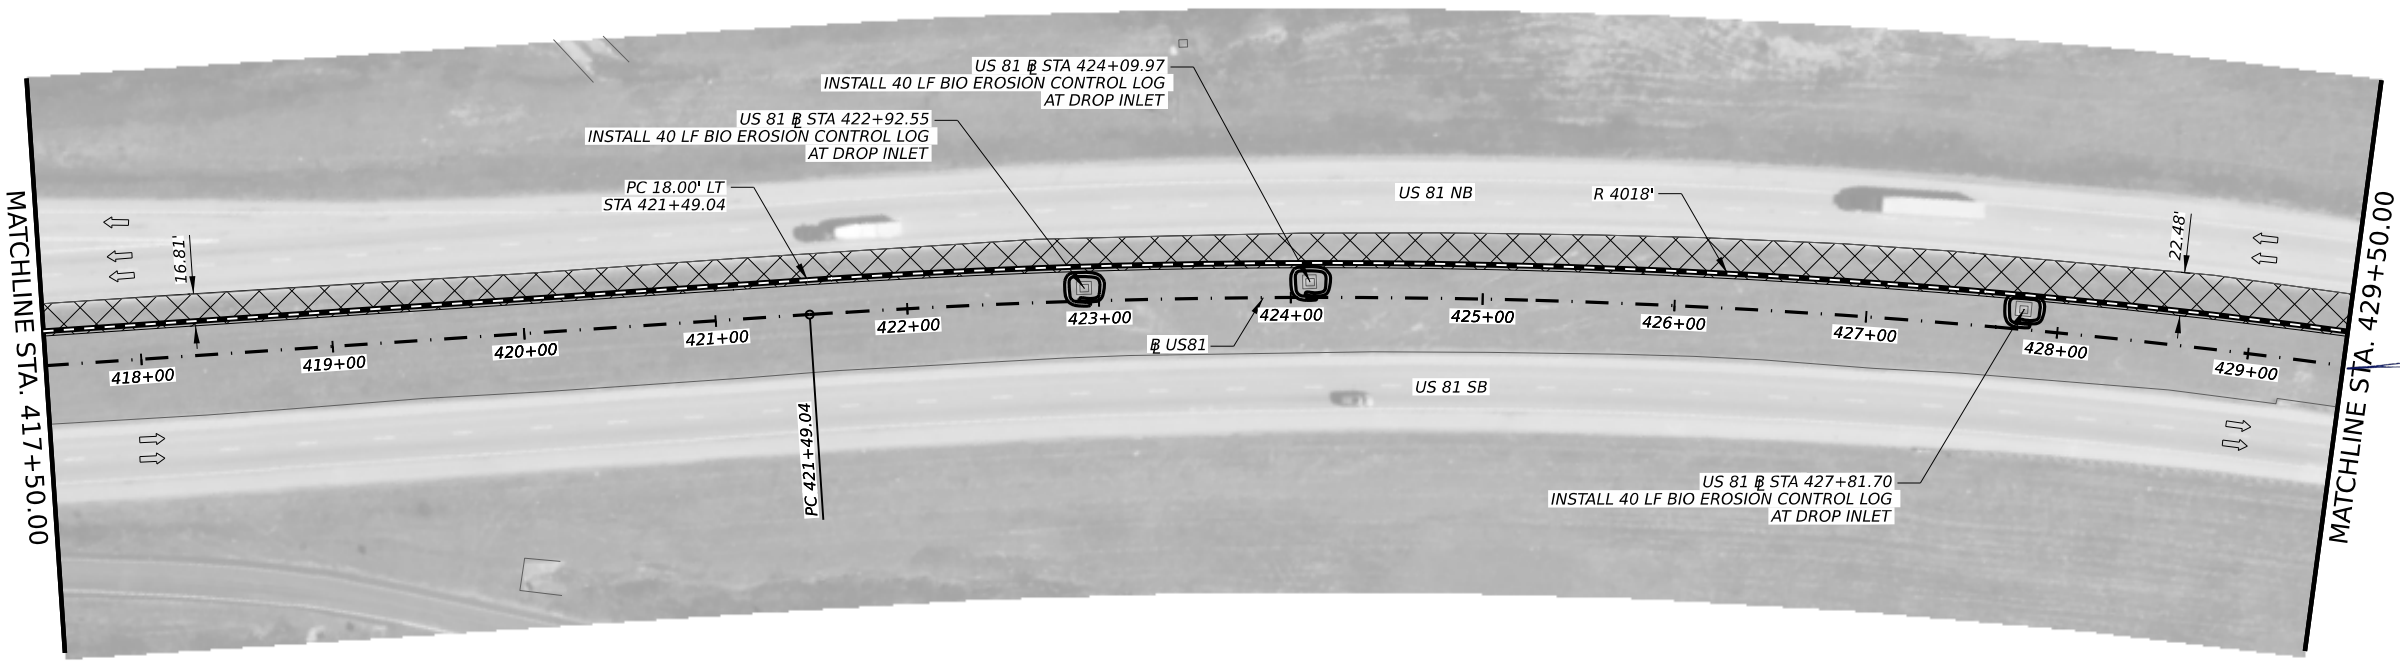 US 81 ⅊ STA 424+09.97
INSTALL 40 LF BIO EROSION CONTROL LOG
AT DROP INLET
US 81 ⅊ STA 422+92.55
INSTALL 40 LF BIO EROSION CONTROL LOG
AT DROP INLET
PC 18.00' LT
STA 421+49.04
US 81 NB
R 4018'
MATCHLINE STA. 417+50.00
16.81'
22.48'
MATCHLINE STA. 429+50.00
418+00
419+00
420+00
421+00
422+00
423+00
424+00
425+00
426+00
427+00
428+00
429+00
⅊ US81
US 81 SB
PC 421+49.04
US 81 ⅊ STA 427+81.70
INSTALL 40 LF BIO EROSION CONTROL LOG
AT DROP INLET